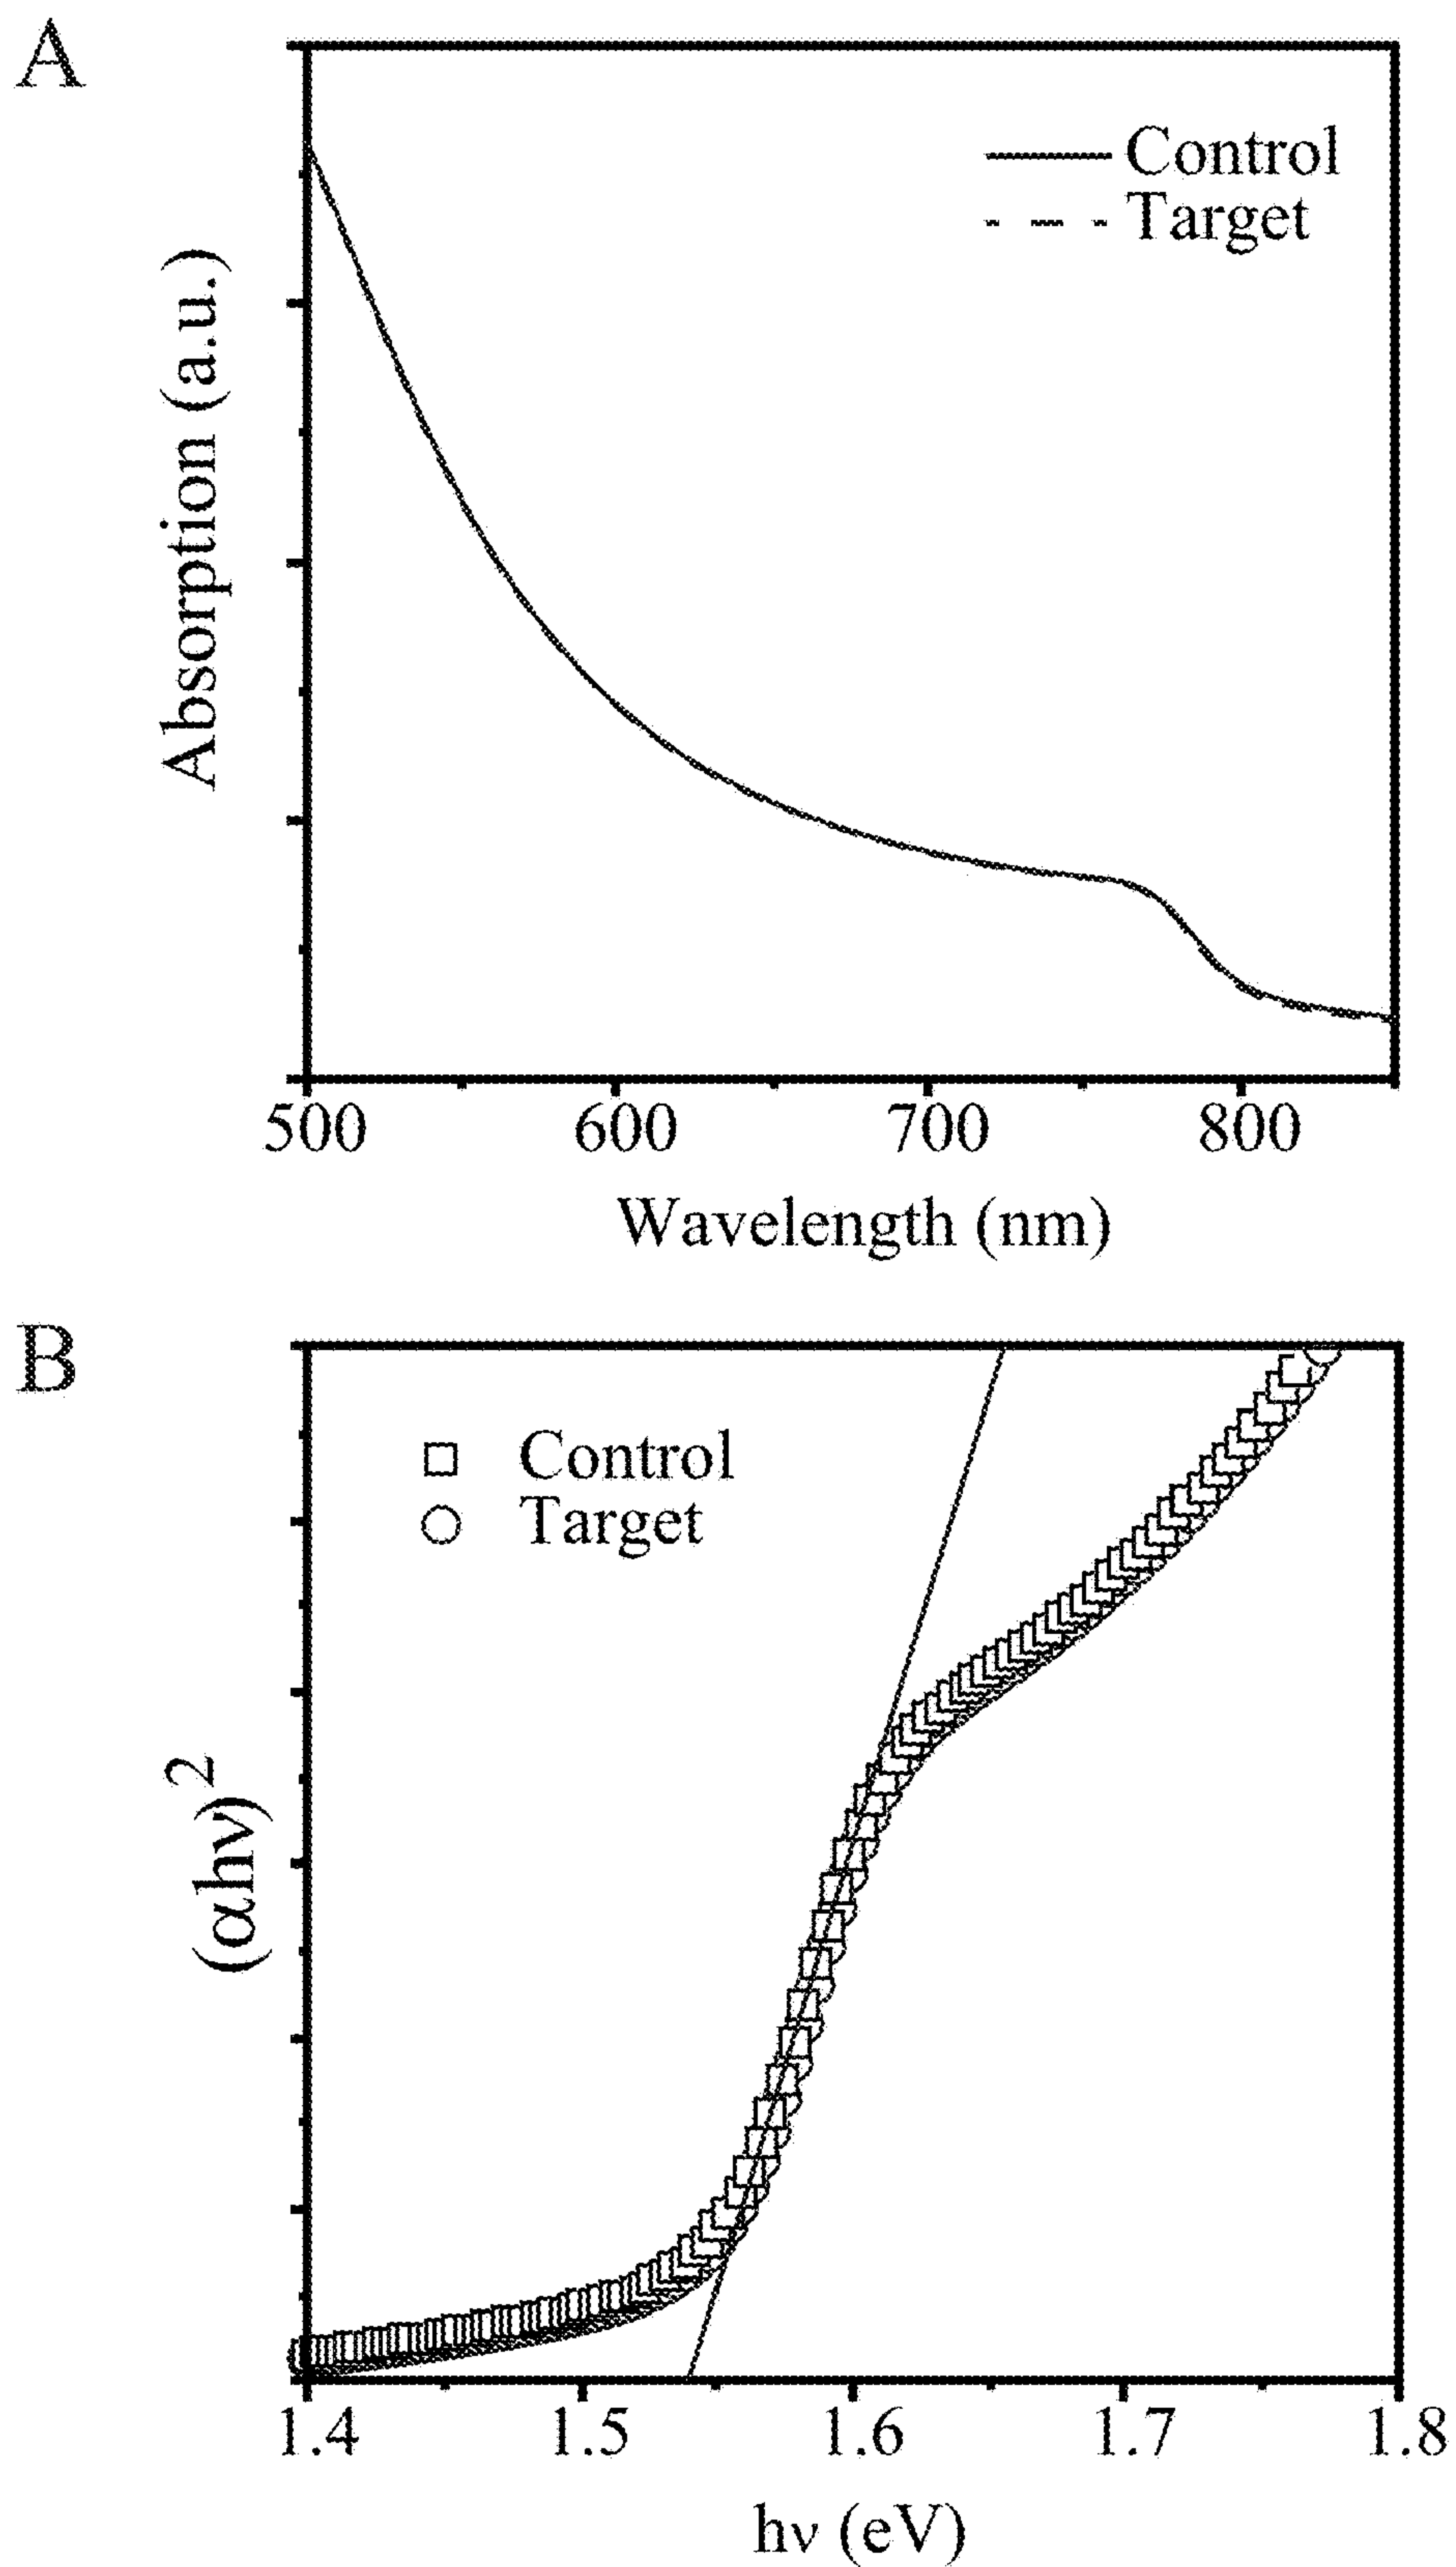 A
Control
Target
Absorption (a.u.)
500 600 700 800
Wavelength (nm)
B
Control
Target
(αhν)²
1.4 1.5 1.6 1.7 1.8
hν (eV)